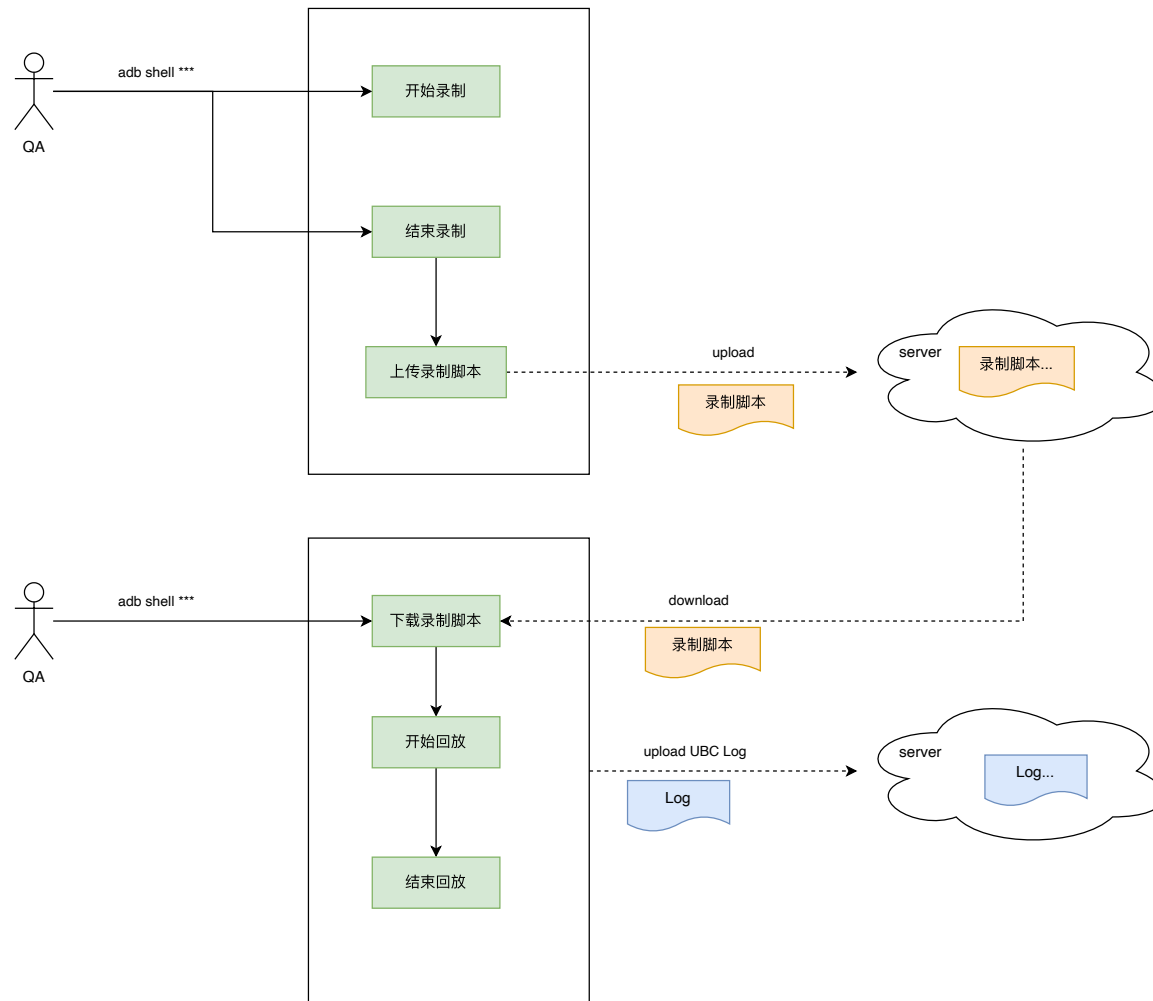 adb shell ***
开始录制
QA
结束录制
上传录制脚本
upload
录制脚本
server
录制脚本...
adb shell ***
下载录制脚本
download
录制脚本
QA
开始回放
upload UBC Log
Log
server
Log...
结束回放